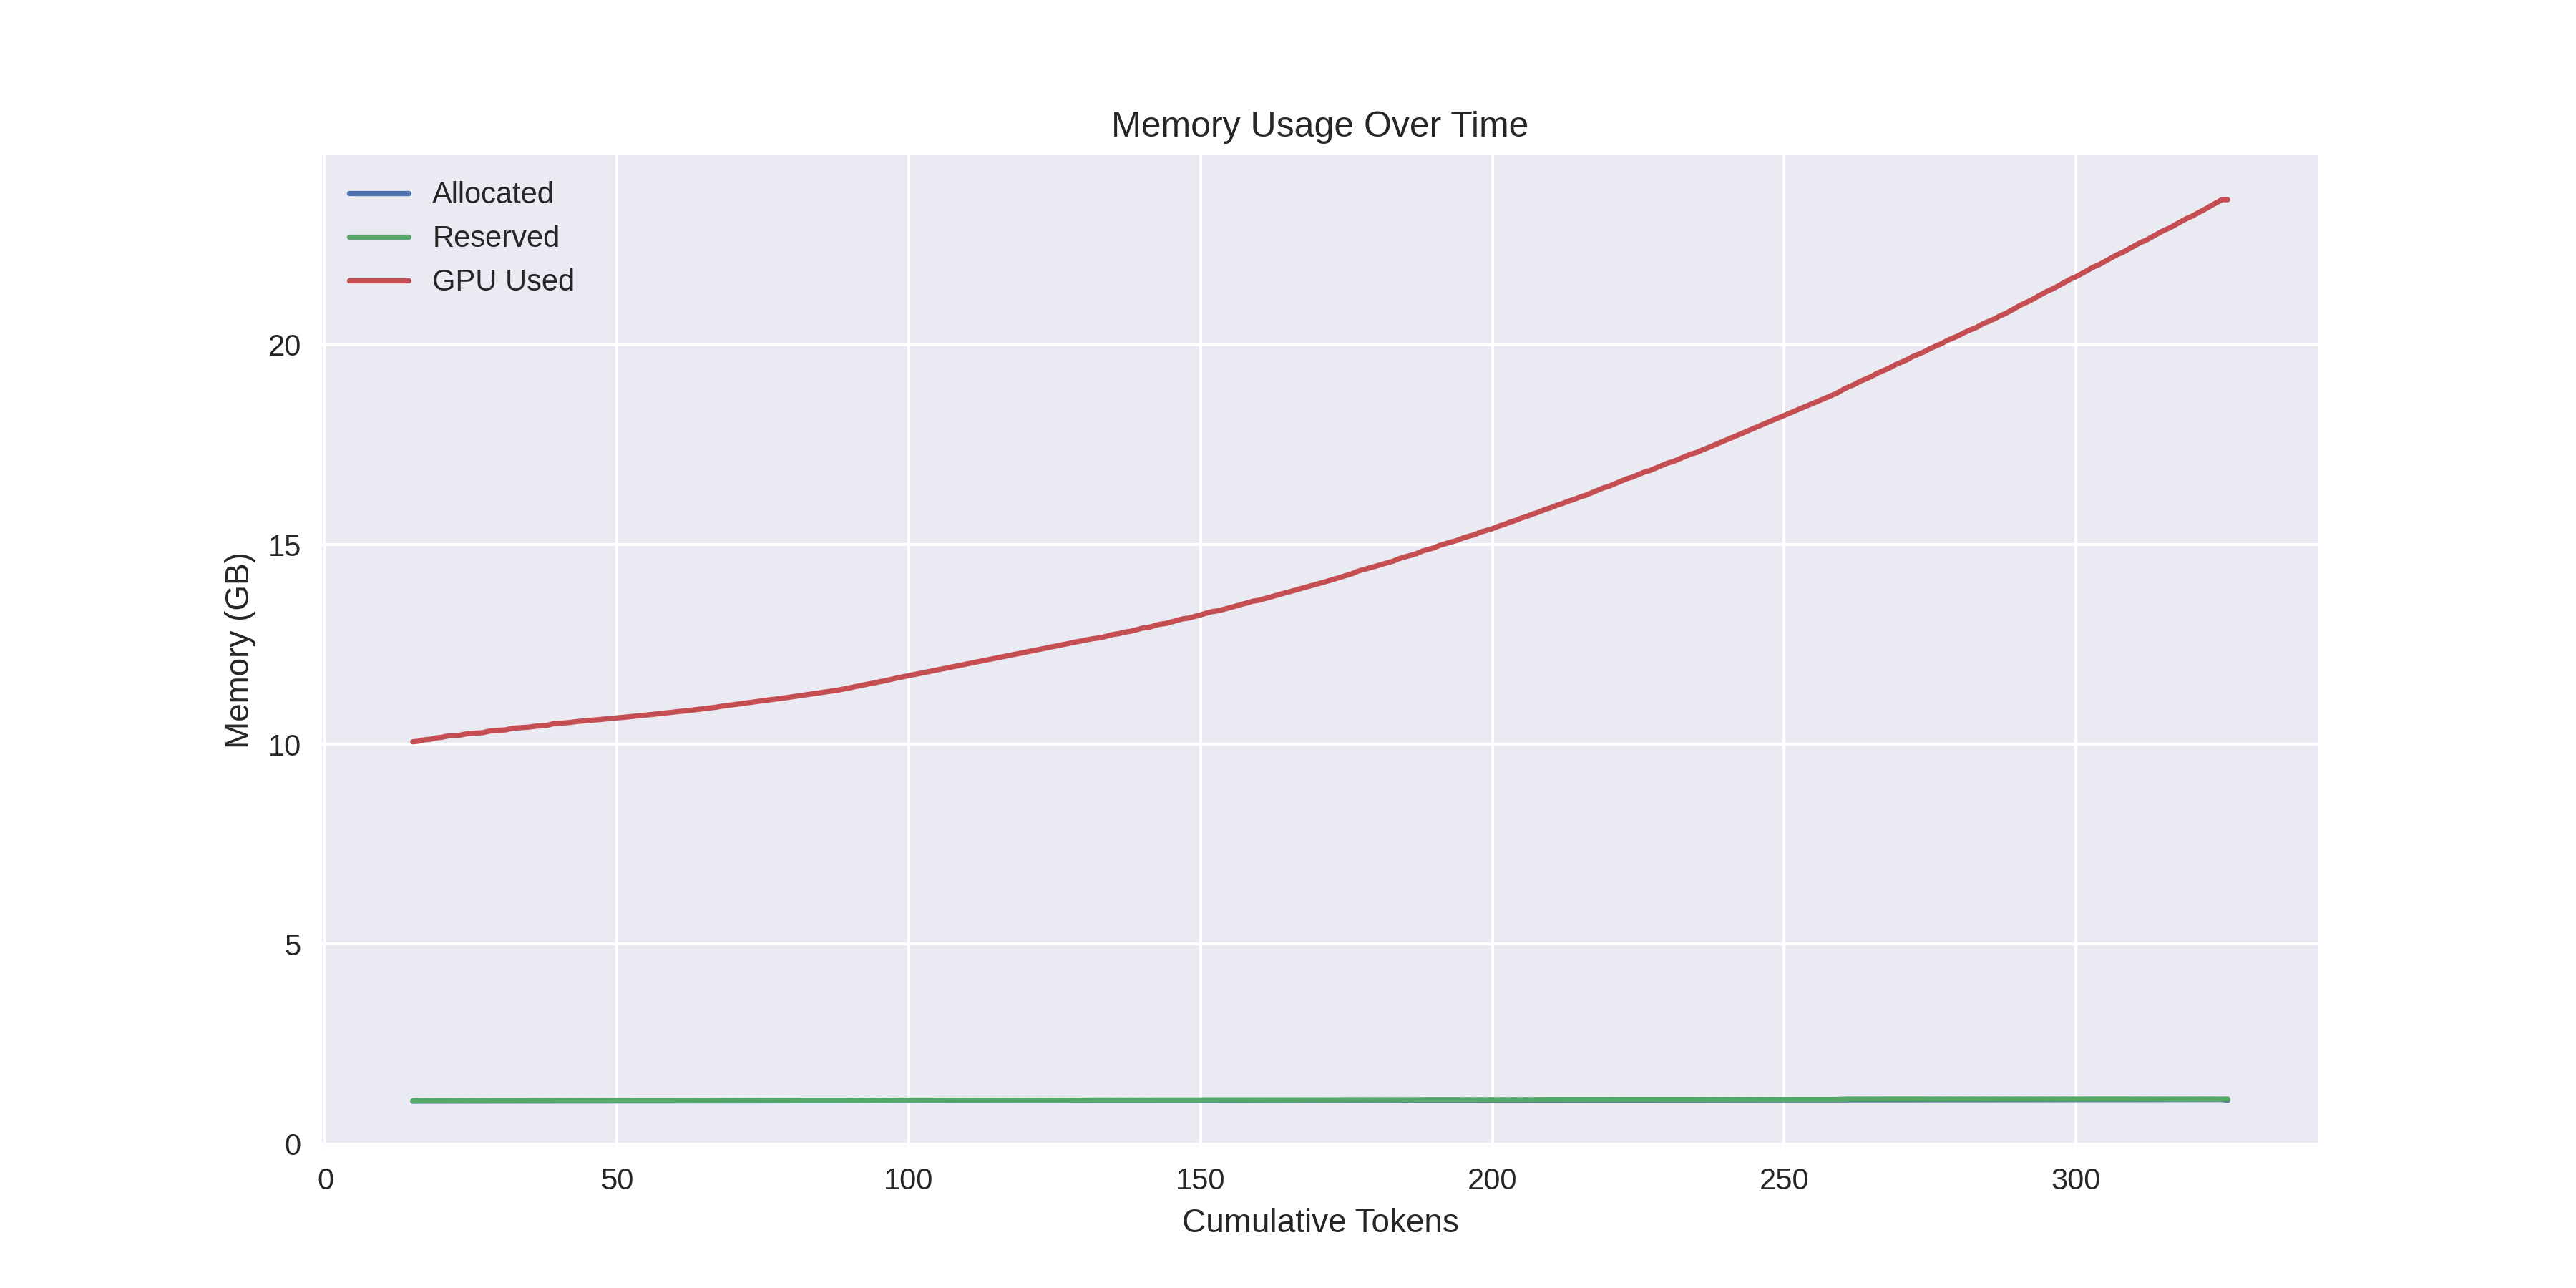 Memory Usage Over Time
Allocated
Reserved
GPU Used
Memory (GB)
20
15
10
5
0
0 50 100 150 200 250 300
Cumulative Tokens